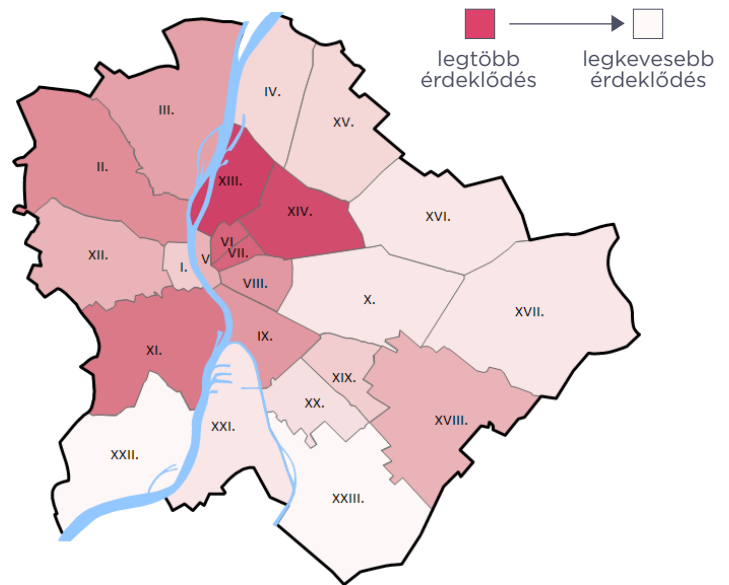 legtöbb
érdeklődés
legkevesebb
érdeklődés
IV.
III.
XV.
II.
XIII.
XIV.
XVI.
VI.
XII.
V.
VII.
I.
VIII.
X.
XVII.
IX.
XI.
XIX.
XX.
XVIII.
XXI.
XXII.
XXIII.